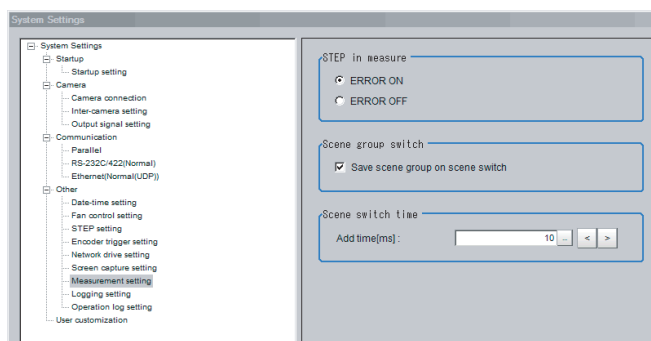 System Settings
System Settings
Startup
Startup setting
Camera
Camera connection
Inter-camera setting
Output signal setting
Communication
Parallel
RS-232C/422(Normal)
Ethernet(Normal(UDP))
Other
Date-time setting
Fan control setting
STEP setting
Encoder trigger setting
Network drive setting
Screen capture setting
Measurement setting
Logging setting
Operation log setting
User customization
STEP in measure
ERROR ON
ERROR OFF
Scene group switch
Save scene group on scene switch
Scene switch time
Add time[ms] : 10 ... < >